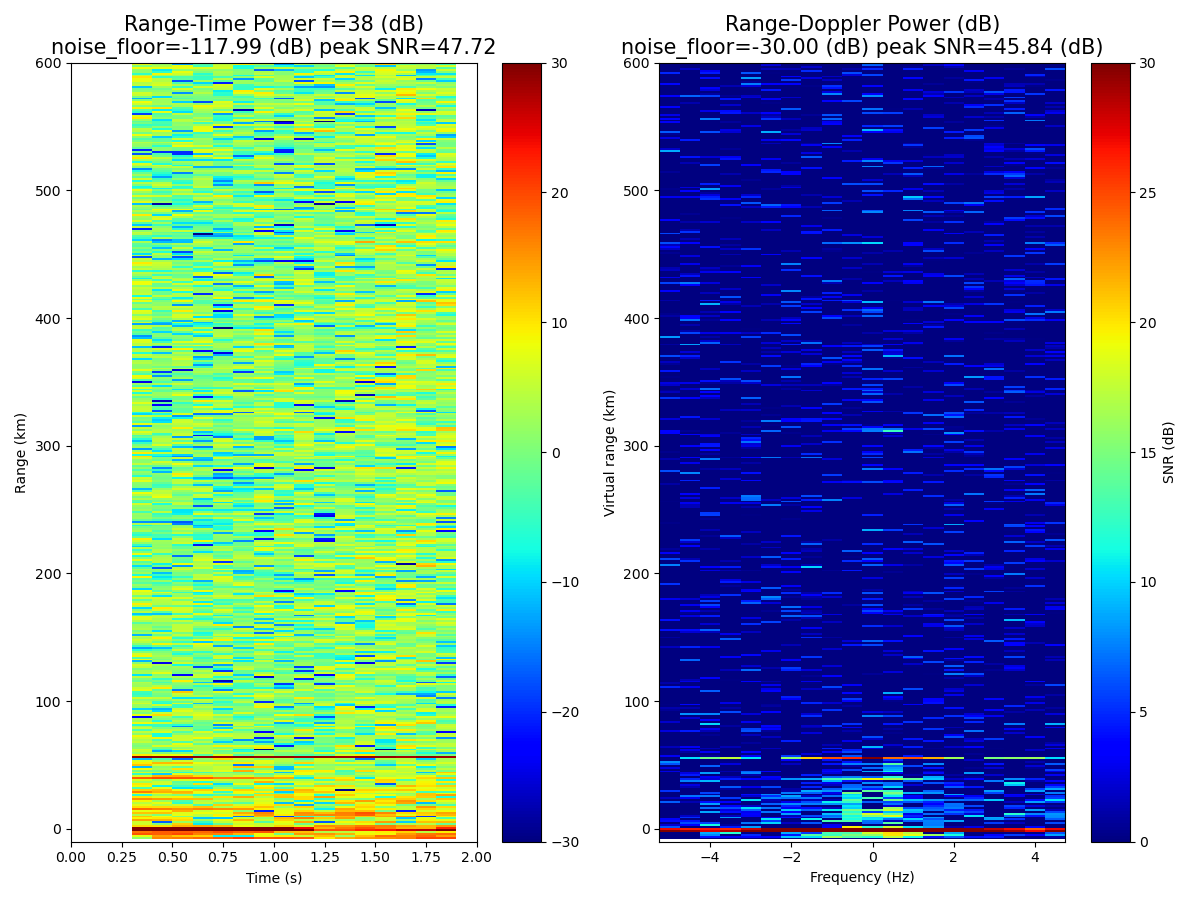 Range-Time Power f=38 (dB)
noise_floor=-117.99 (dB) peak SNR=47.72
Range-Doppler Power (dB)
noise_floor=-30.00 (dB) peak SNR=45.84 (dB)
600
500
400
300
200
100
0
Range (km)
0.00 0.25 0.50 0.75 1.00 1.25 1.50 1.75 2.00
Time (s)
30
20
10
0
−10
−20
−30
600
500
400
300
200
100
0
Virtual range (km)
−4 −2 0 2 4
Frequency (Hz)
30
25
20
15
10
5
0
SNR (dB)